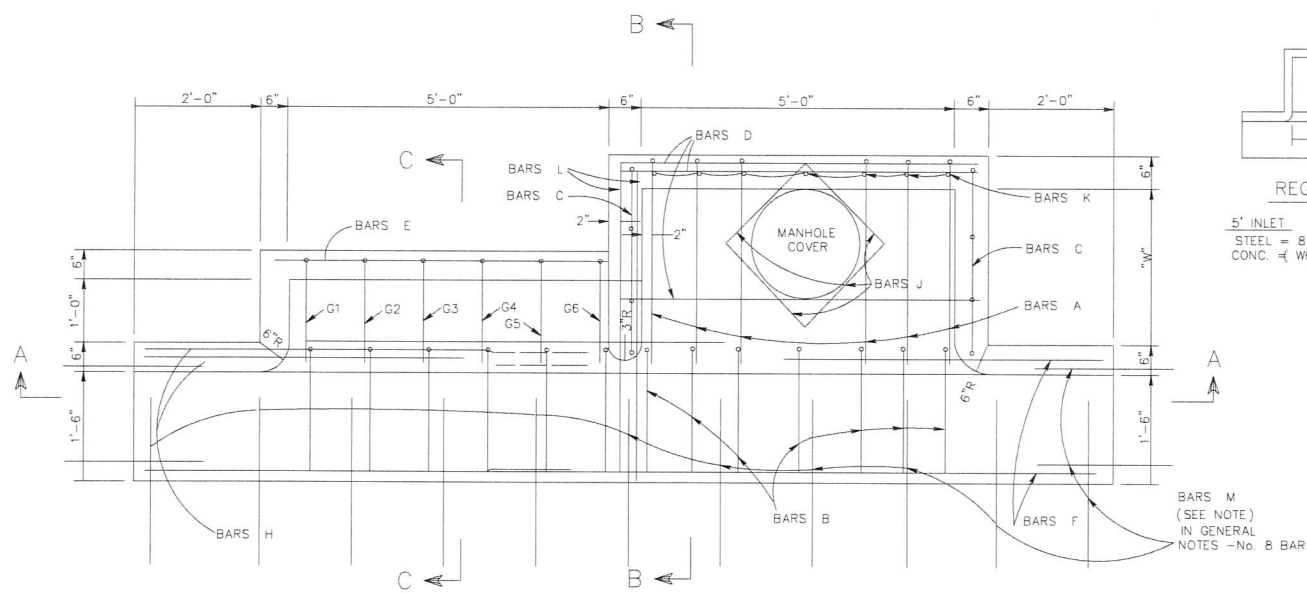 B
2'-0"
6"
5'-0"
6"
5'-0"
6"
2'-0"
C
BARS D
BARS L
BARS C
2"
2"
BARS K
6"
REG
5' INLET
STEEL = 8
BARS E
MANHOLE
COVER
BARS C
"W"
6"
BARS J
1'-0"
G1
G2
G3
G4
G5
G6
3"R
BARS A
6"R
A
6"
6"R
6"
A
1'-6"
1'-6"
BARS H
BARS B
BARS F
BARS M
(SEE NOTE)
IN GENERAL
NOTES -No. 8 BARS
C
B